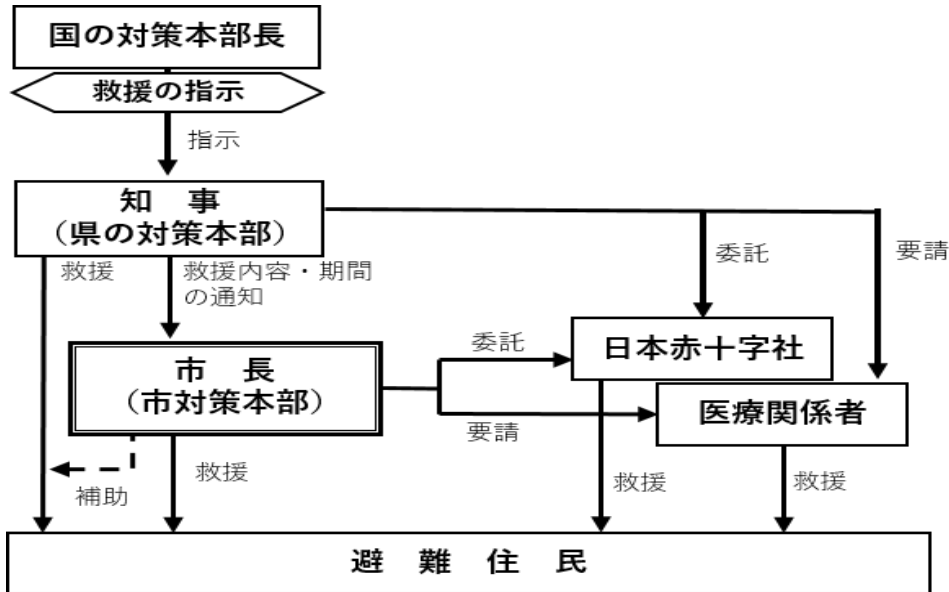 国の対策本部長
救援の指示
指示
知　事
（県の対策本部）
救援
救援内容・期間
の通知
委託
要請
市　長
（市対策本部）
委託
要請
日本赤十字社
医療関係者
補助
救援
救援
救援
避　難　住　民